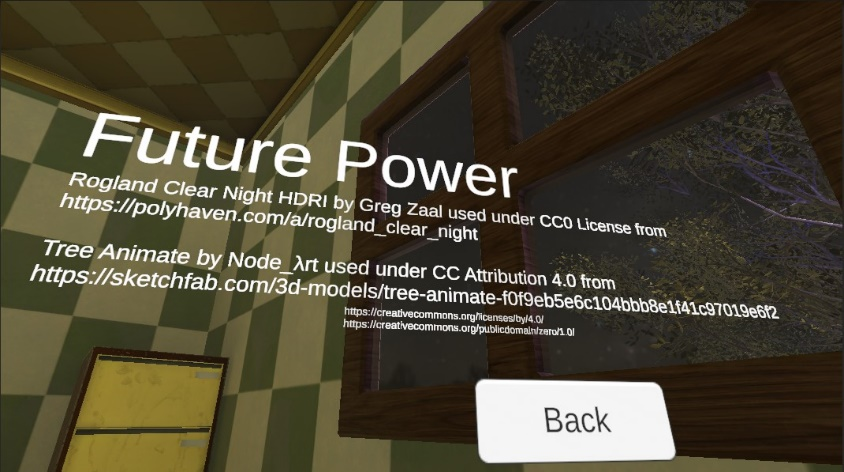 Future Power
Rogland Clear Night HDRI by Greg Zaal used under CC0 License from
https://polyhaven.com/a/rogland_clear_night
Tree Animate by Node_λrt used under CC Attribution 4.0 from
https://sketchfab.com/3d-models/tree-animate-f0f9eb5e6c104bbb8e1f41c97019e6f2
https://creativecommons.org/licenses/by/4.0/
https://creativecommons.org/publicdomain/zero/1.0/
Back